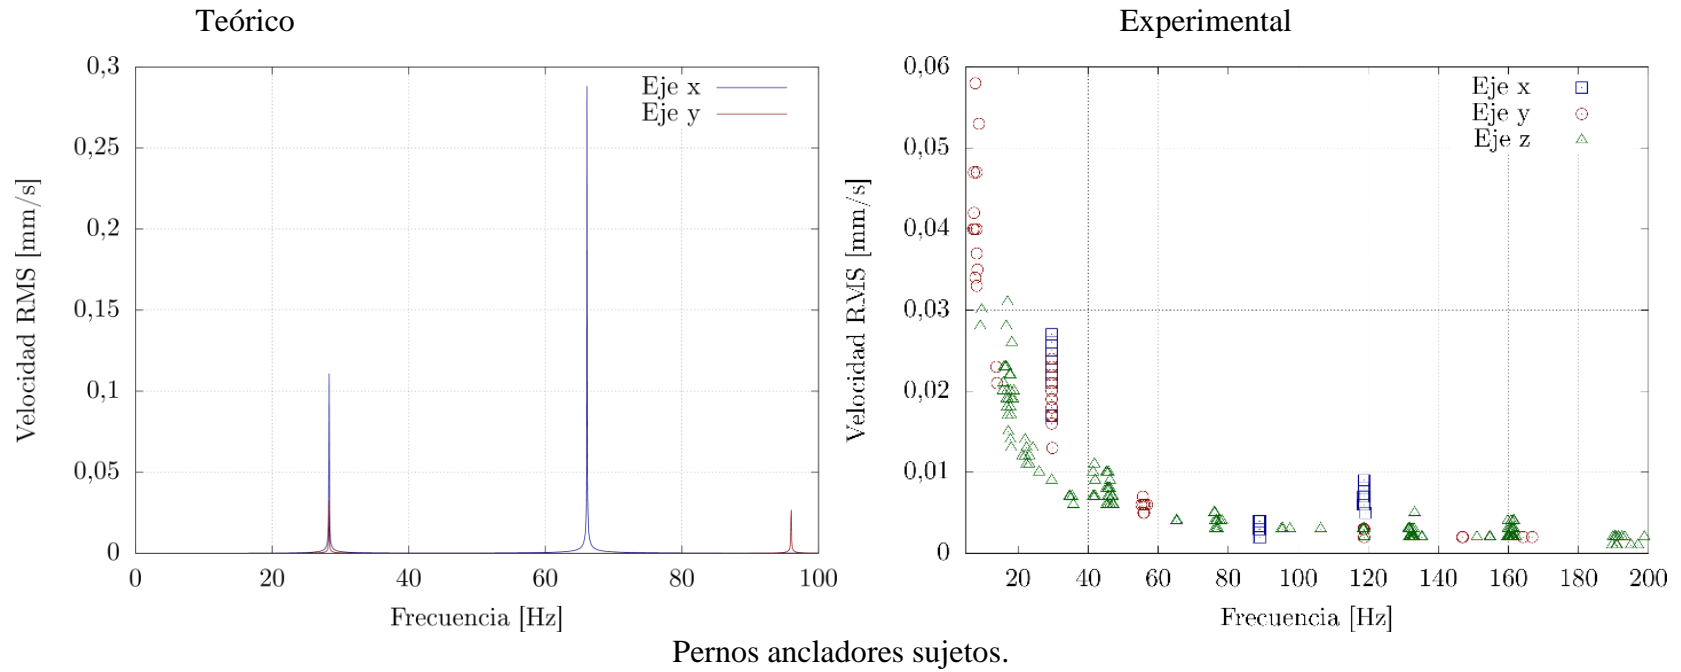 Teórico
Experimental
Velocidad RMS [mm/s]
0,3
0,25
0,2
0,15
0,1
0,05
0
Eje x
Eje y
0 20 40 60 80 100
Frecuencia [Hz]
Velocidad RMS [mm/s]
0,06
0,05
0,04
0,03
0,02
0,01
0
Eje x
Eje y
Eje z
20 40 60 80 100 120 140 160 180 200
Frecuencia [Hz]
Pernos ancladores sujetos.